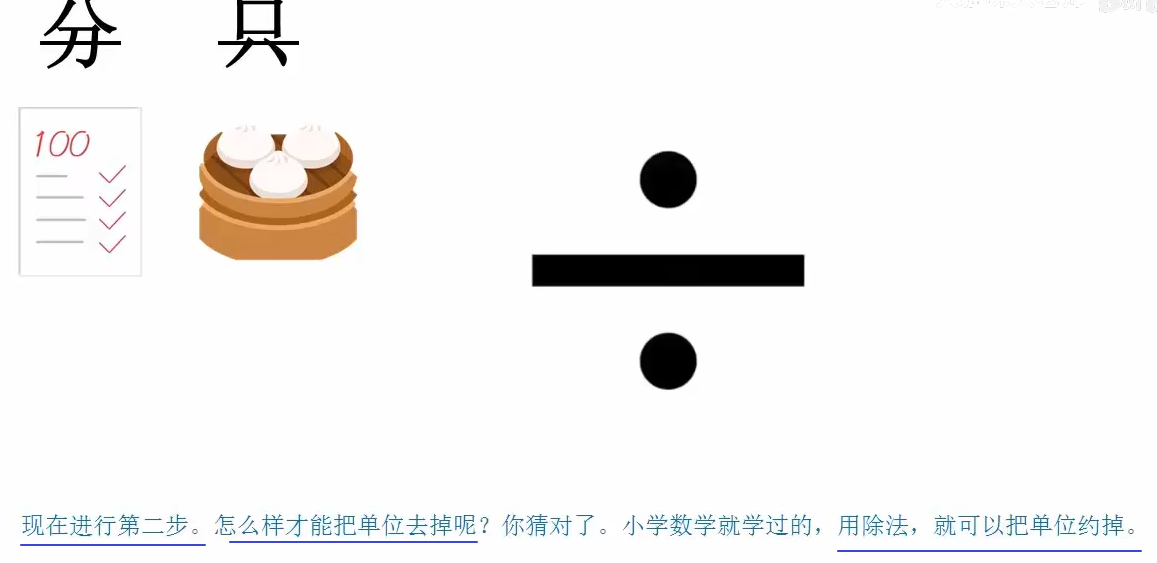 分 只
100
现在进行第二步。怎么样才能把单位去掉呢？你猜对了。小学数学就学过的，用除法，就可以把单位约掉。